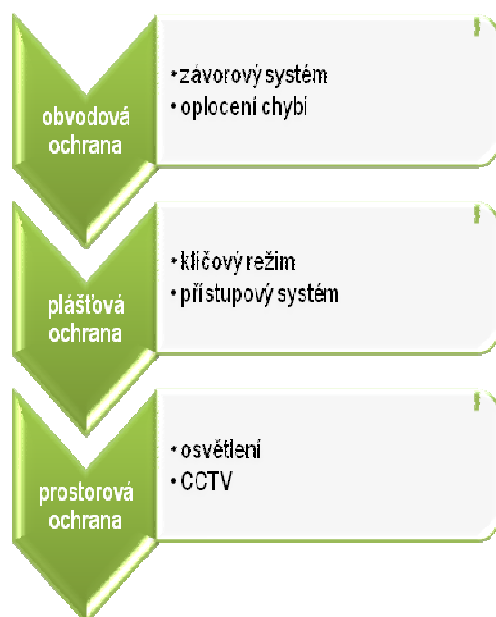 obvodová
ochrana
• závorový systém
• oplocení chybí
plášťová
ochrana
• klíčový režim
• přístupový systém
prostorová
ochrana
• osvětlení
• CCTV